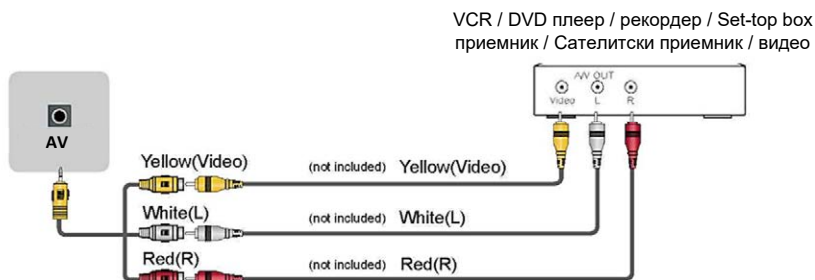 VCR / DVD плеер / рекордер / Set-top box
приемник / Сателитски приемник / видео
A/V OUT
Video L R
AV
Yellow(Video) (not included) Yellow(Video)
White(L) (not included) White(L)
Red(R) (not included) Red(R)